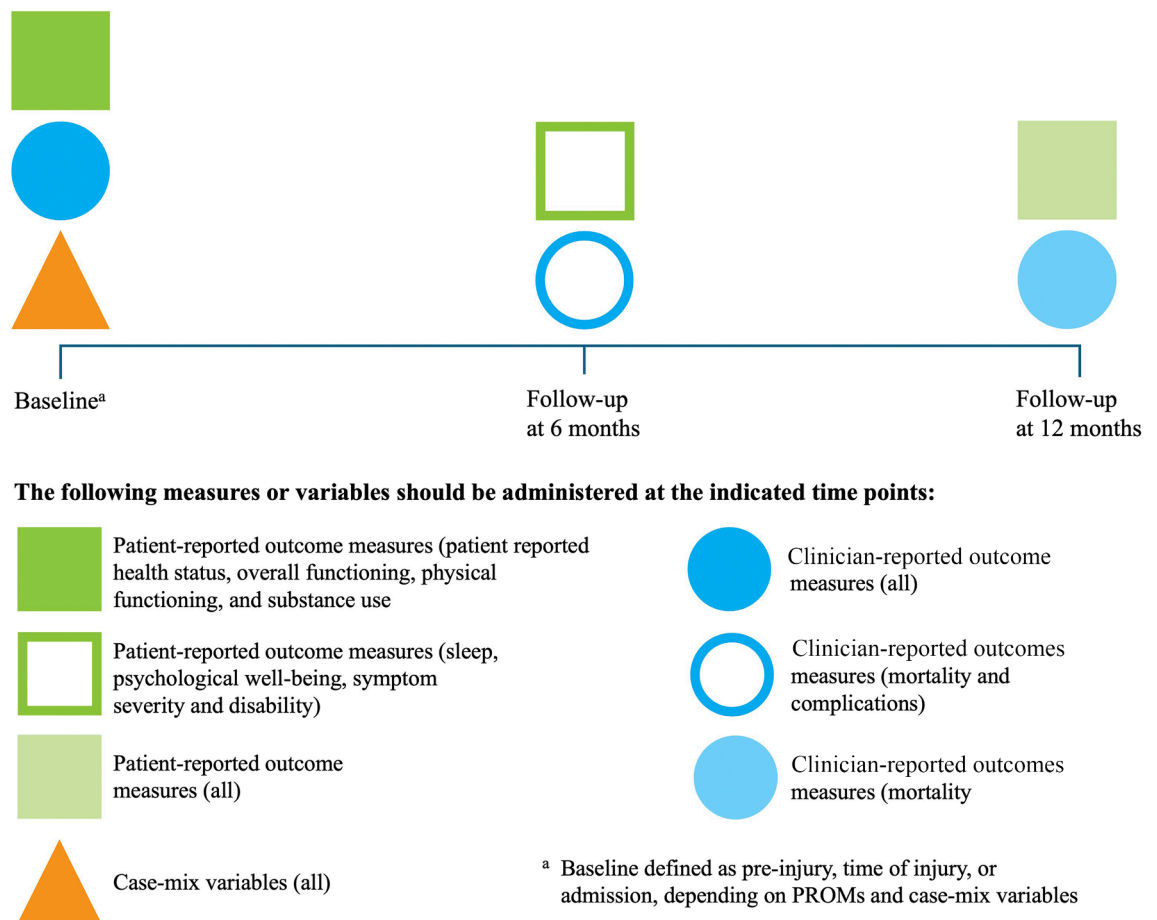 Baselineᵃ
Follow-up
at 6 months
Follow-up
at 12 months
The following measures or variables should be administered at the indicated time points:
Patient-reported outcome measures (patient reported
health status, overall functioning, physical
functioning, and substance use
Clinician-reported outcome
measures (all)
Patient-reported outcome measures (sleep,
psychological well-being, symptom
severity and disability)
Clinician-reported outcomes
measures (mortality and
complications)
Patient-reported outcome
measures (all)
Clinician-reported outcomes
measures (mortality
Case-mix variables (all)
ᵃ Baseline defined as pre-injury, time of injury, or
admission, depending on PROMs and case-mix variables